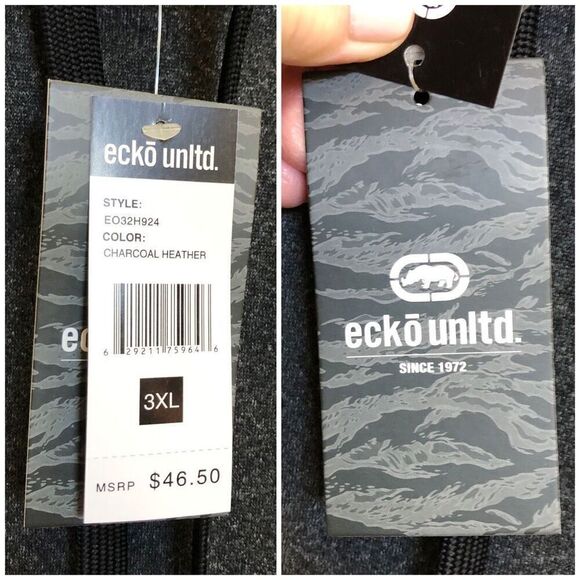 eckō unltd.
STYLE:
EO32H924
COLOR:
CHARCOAL HEATHER
6 29211 75964 6
3XL
MSRP $46.50
ec
eckō unltd.
SINCE 1972